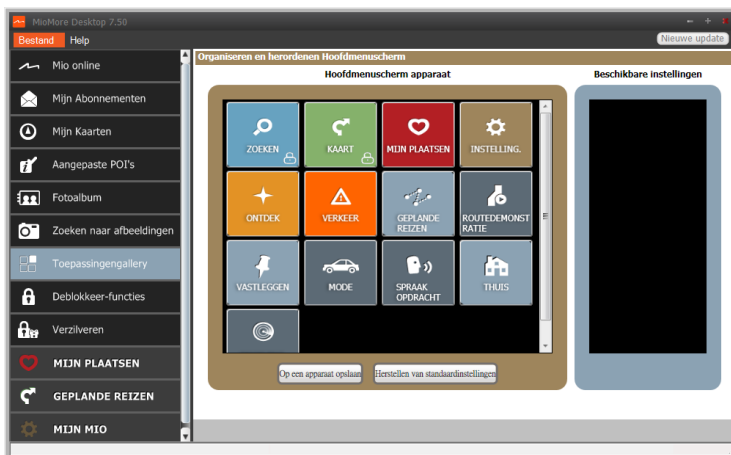 MioMore Desktop 7.50
Bestand Help
Nieuwe update
Mio online
Mijn Abonnementen
Mijn Kaarten
Aangepaste POI's
Fotoalbum
Zoeken naar afbeeldingen
Toepassingengallery
Deblokkeer-functies
Verzilveren
MIJN PLAATSEN
GEPLANDE REIZEN
MIJN MIO
Organiseren en herordenen Hoofdmenuscherm
Hoofdmenuscherm apparaat
ZOEKEN
KAART
MIJN PLAATSEN
INSTELLING.
ONTDEK
VERKEER
GEPLANDE
REIZEN
ROUTEDEMONST
RATIE
VASTLEGGEN
MODE
SPRAAK
OPDRACHT
THUIS
Op een apparaat opslaan
Herstellen van standaardinstellingen
Beschikbare instellingen